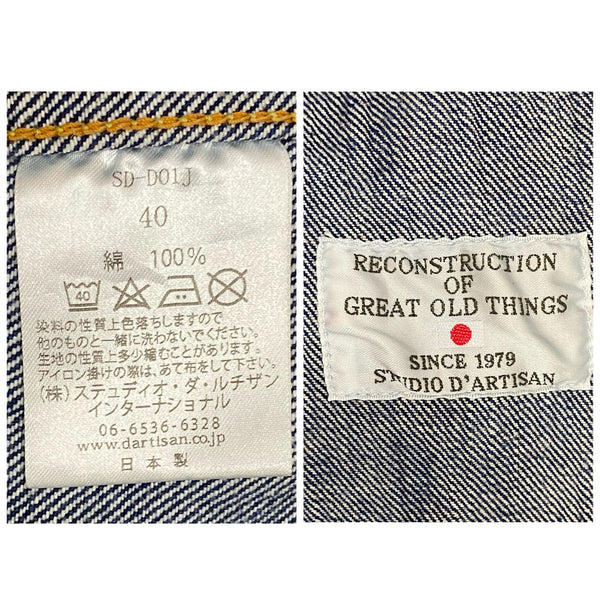 SD-D01J
40
綿 100%
40
染料の性質上色落ちしますので
他のものと一緒に洗わないでください。
生地の性質上多少縮むことがあります。
アイロン掛けの際は、あて布をして下さい。
(株)ステュディオ・ダ・ルチザン
インターナショナル
06-6536-6328
www.dartisan.co.jp
日本製
RECONSTRUCTION
OF
GREAT OLD THINGS
SINCE 1979
STUDIO D'ARTISAN